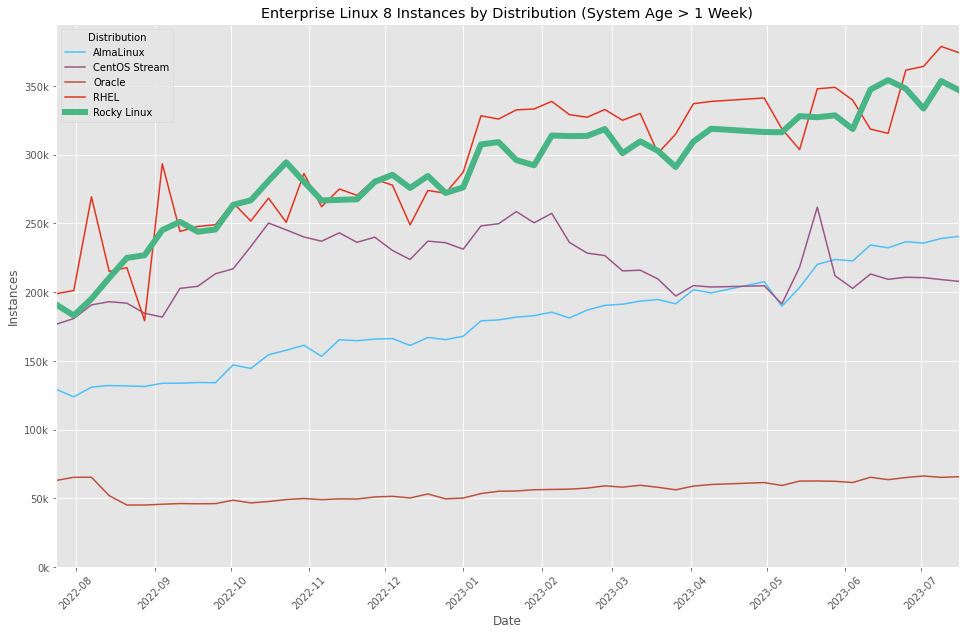 Enterprise Linux 8 Instances by Distribution (System Age > 1 Week)
Distribution
AlmaLinux
CentOS Stream
Oracle
RHEL
Rocky Linux
350k
300k
250k
200k
150k
100k
50k
0k
Instances
2022-08
2022-09
2022-10
2022-11
2022-12
2023-01
2023-02
2023-03
2023-04
2023-05
2023-06
2023-07
Date